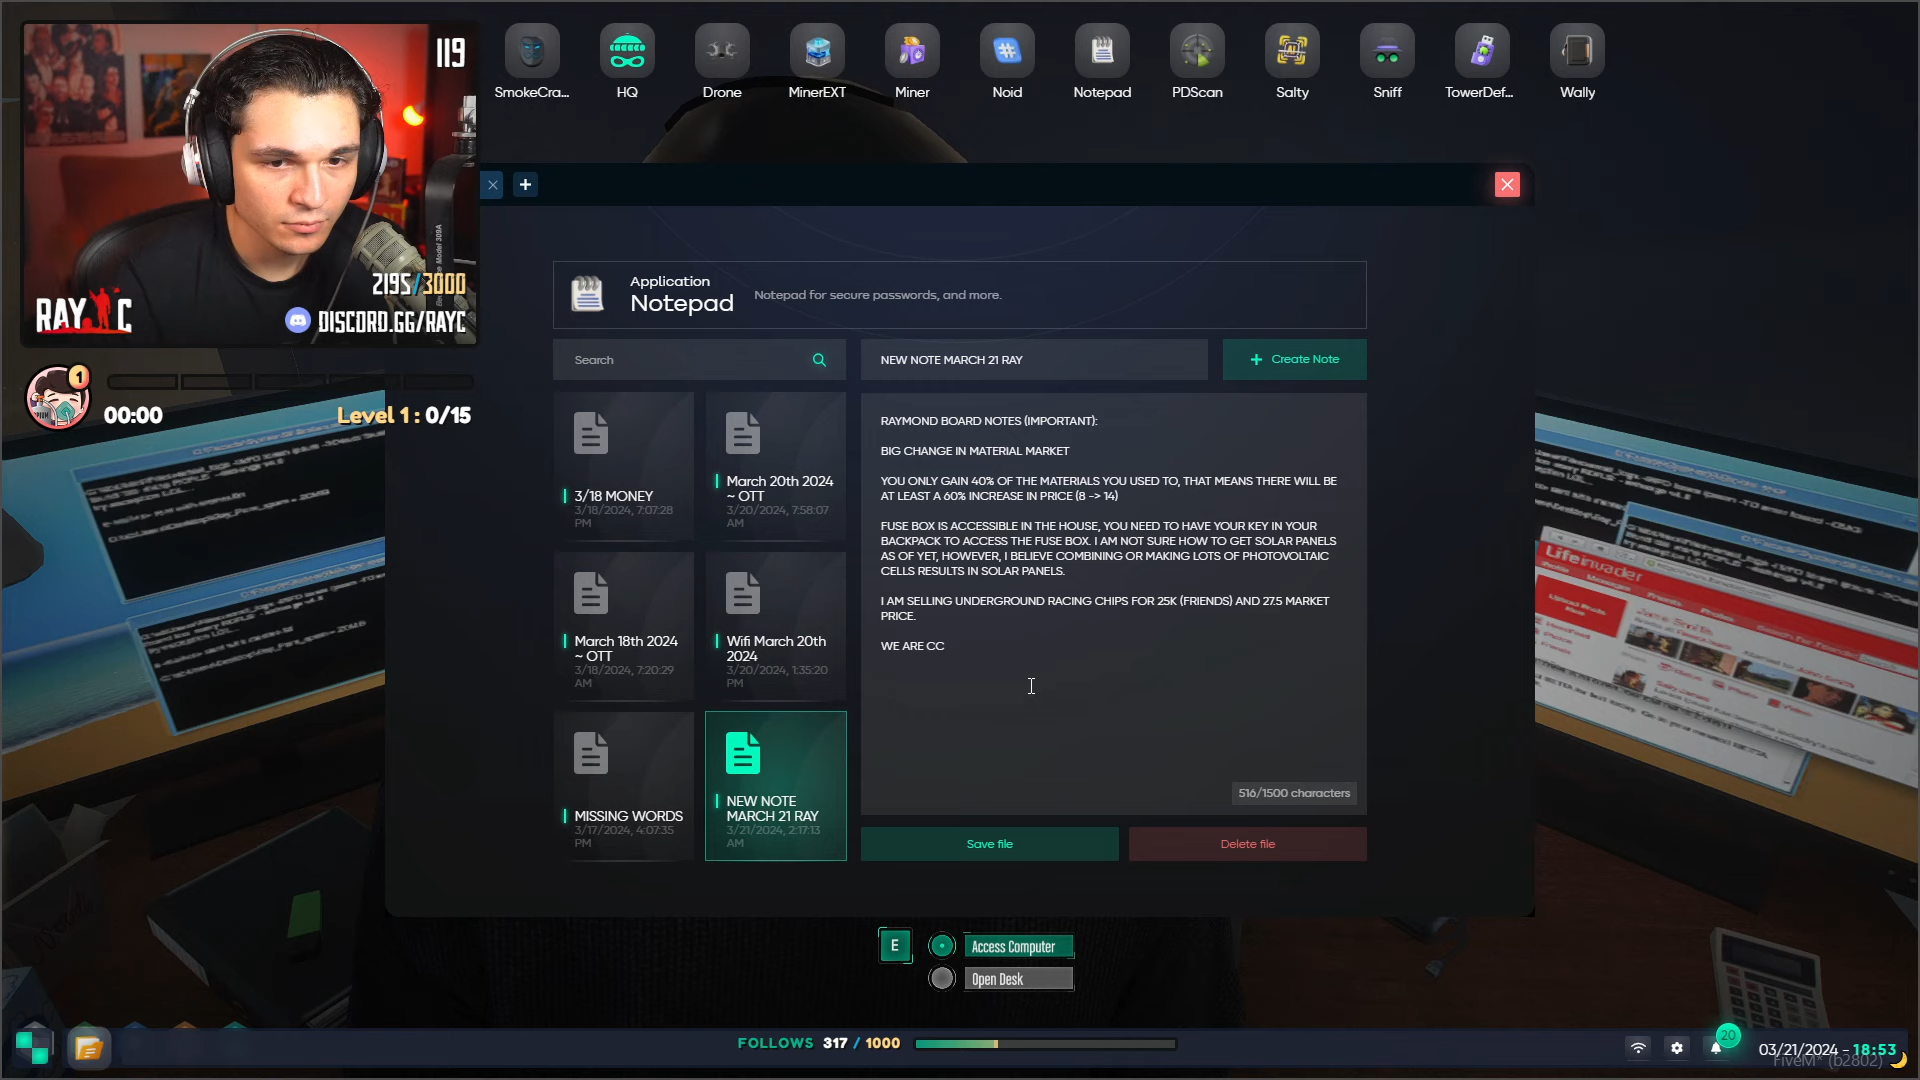 119
2195/3000
RAY C
DISCORD.GG/RAYC
1
00:00
Level 1 : 0/15
SmokeCra...
HQ
Drone
MinerEXT
Miner
Noid
Notepad
PDScan
Salty
Sniff
TowerDef...
Wally
Application
Notepad
Notepad for secure passwords, and more.
Search
NEW NOTE MARCH 21 RAY
Create Note
3/18 MONEY
3/18/2024, 7:07:28
PM
March 20th 2024
~ OTT
3/20/2024, 7:58:07
AM
March 18th 2024
~ OTT
3/18/2024, 7:20:29
AM
Wifi March 20th
2024
3/20/2024, 1:35:20
PM
MISSING WORDS
3/17/2024, 4:07:35
PM
NEW NOTE
MARCH 21 RAY
3/21/2024, 2:17:13
AM
RAYMOND BOARD NOTES (IMPORTANT):
BIG CHANGE IN MATERIAL MARKET
YOU ONLY GAIN 40% OF THE MATERIALS YOU USED TO, THAT MEANS THERE WILL BE
AT LEAST A 60% INCREASE IN PRICE (8 -> 14)
FUSE BOX IS ACCESSIBLE IN THE HOUSE, YOU NEED TO HAVE YOUR KEY IN YOUR
BACKPACK TO ACCESS THE FUSE BOX. I AM NOT SURE HOW TO GET SOLAR PANELS
AS OF YET, HOWEVER, I BELIEVE COMBINING OR MAKING LOTS OF PHOTOVOLTAIC
CELLS RESULTS IN SOLAR PANELS.
I AM SELLING UNDERGROUND RACING CHIPS FOR 25K (FRIENDS) AND 27.5 MARKET
PRICE.
WE ARE CC
516/1500 characters
Save file
Delete file
Lifeinvader
E
Access Computer
Open Desk
FOLLOWS 317 / 1000
20
03/21/2024 - 18:53
FiveM* (b2802)